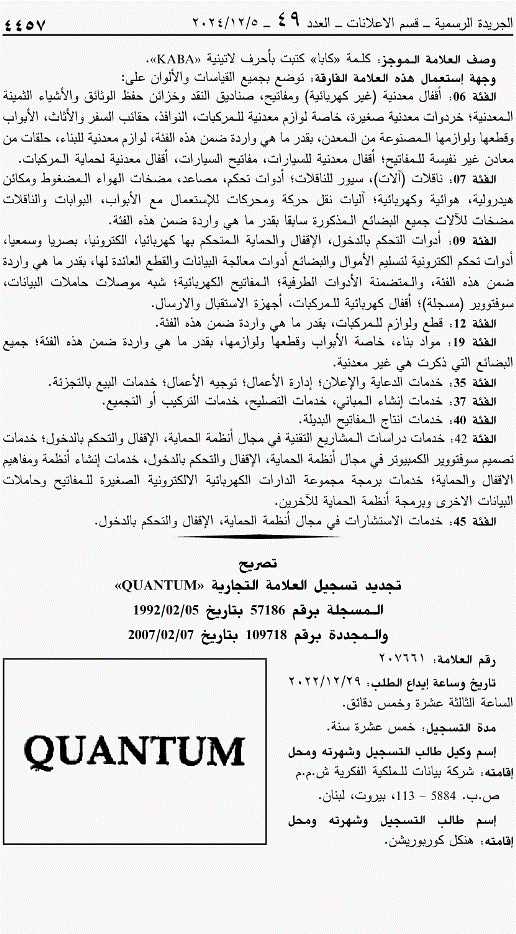 الجريدة الرسمية ـ قسم الاعلانات ـ العدد ٤٩ ـ ٢٠٢٤/١٢/٥
٤٤٥٧
وصف العلامة الموجز: كلمة «كابا» كتبت بأحرف لاتينية «KABA».
وجهة إستعمال هذه العلامة الفارقة: توضع بجميع القياسات والألوان على:
الفئة 06: أقفال معدنية (غير كهربائية) ومفاتيح، صناديق النقد وخزائن حفظ الوثائق والأشياء الثمينة
المعدنية؛ خردوات معدنية صغيرة، خاصة لوازم معدنية للمركبات، النوافذ، حقائب السفر والأثاث، الأبواب
وقطعها ولوازمها المصنوعة من المعدن، بقدر ما هي واردة ضمن هذه الفئة، لوازم معدنية للبناء، حلقات من
معادن غير نفيسة للمفاتيح؛ أقفال معدنية للسيارات، مفاتيح السيارات، أقفال معدنية لحماية المركبات.
الفئة 07: ناقلات (آلات)، سيور للناقلات؛ أدوات تحكم، مصاعد، مضخات الهواء المضغوط ومكائن
هيدرولية، هوائية وكهربائية؛ آليات نقل حركة ومحركات للإستعمال مع الأبواب، البوابات والناقلات
مضخات للآلات جميع البضائع المذكورة سابقا بقدر ما هي واردة ضمن هذه الفئة.
الفئة 09: أدوات التحكم بالدخول، الإقفال والحماية المتحكم بها كهربائيا، الكترونيا، بصريا وسمعيا،
أدوات تحكم الكترونية لتسليم الأموال والبضائع أدوات معالجة البيانات والقطع العائدة لها، بقدر ما هي واردة
ضمن هذه الفئة، والمتضمنة الأدوات الطرفية؛ المفاتيح الكهربائية؛ شبه موصلات حاملات البيانات،
سوفتووير (مسجلة)؛ أقفال كهربائية للمركبات، أجهزة الاستقبال والارسال.
الفئة 12: قطع ولوازم للمركبات، بقدر ما هي واردة ضمن هذه الفئة.
الفئة 19: مواد بناء، خاصة الأبواب وقطعها ولوازمها، بقدر ما هي واردة ضمن هذه الفئة؛ جميع
البضائع التي ذكرت هي غير معدنية.
الفئة 35: خدمات الدعاية والإعلان؛ إدارة الأعمال؛ توجيه الأعمال؛ خدمات البيع بالتجزئة.
الفئة 37: خدمات إنشاء المباني، خدمات التصليح، خدمات التركيب أو التجميع.
الفئة 40: خدمات انتاج المفاتيح البديلة.
الفئة 42: خدمات دراسات المشاريع التقنية في مجال أنظمة الحماية، الإقفال والتحكم بالدخول؛ خدمات
تصميم سوفتووير الكمبيوتر في مجال أنظمة الحماية، الإقفال والتحكم بالدخول، خدمات إنشاء أنظمة ومفاهيم
الاقفال والحماية؛ خدمات برمجة مجموعة الدارات الكهربائية الالكترونية الصغيرة للمفاتيح وحاملات
البيانات الاخرى وبرمجة أنظمة الحماية للآخرين.
الفئة 45: خدمات الاستشارات في مجال أنظمة الحماية، الإقفال والتحكم بالدخول.
تصريح
تجديد تسجيل العلامة التجارية «QUANTUM»
المسجلة برقم 57186 بتاريخ 1992/02/05
والمجددة برقم 109718 بتاريخ 2007/02/07
رقم العلامة: ٢٠٧٦٦١
تاريخ وساعة إيداع الطلب: ٢٠٢٢/١٢/٢٩
الساعة الثالثة عشرة وخمس دقائق.
مدة التسجيل: خمس عشرة سنة.
إسم وكيل طالب التسجيل وشهرته ومحل
إقامته: شركة بيانات للملكية الفكرية ش.م.م
ص.ب. 5884 – 113، بيروت، لبنان.
إسم طالب التسجيل وشهرته ومحل
إقامته: هنكل كوربوريشن.
QUANTUM